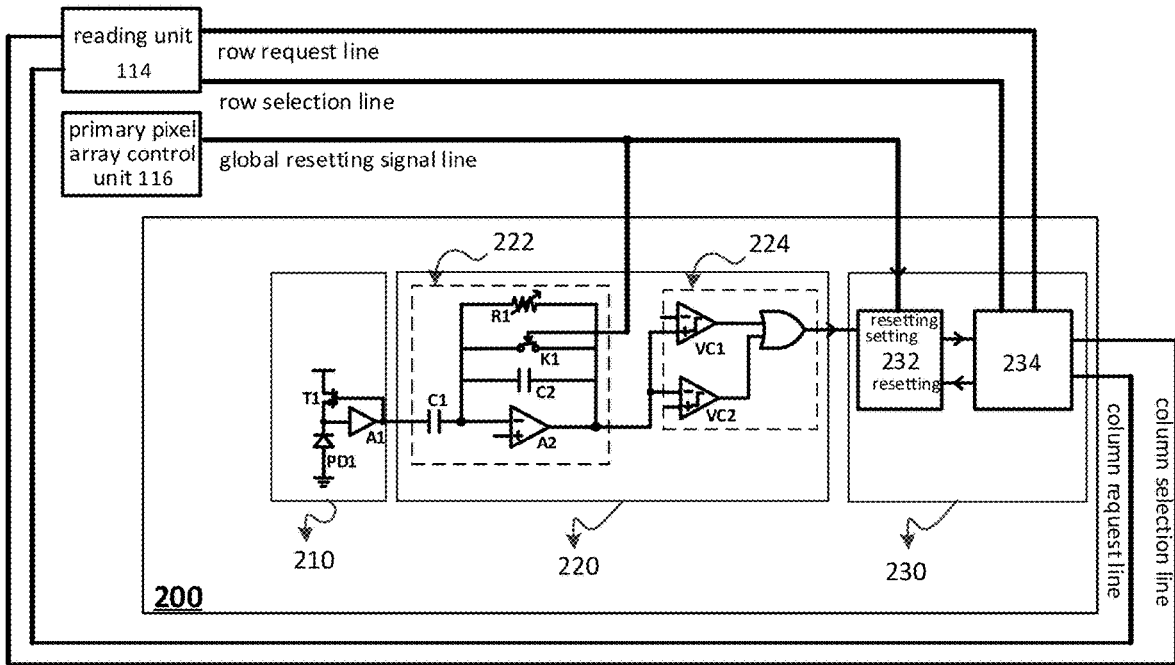 reading unit
114
row request line
row selection line
primary pixel
array control
unit 116
global resetting signal line
222
224
R1
K1
C2
C1
A2
T1
A1
PD1
VC1
VC2
resetting
setting
232
resetting
234
210
220
230
200
column request line
column selection line